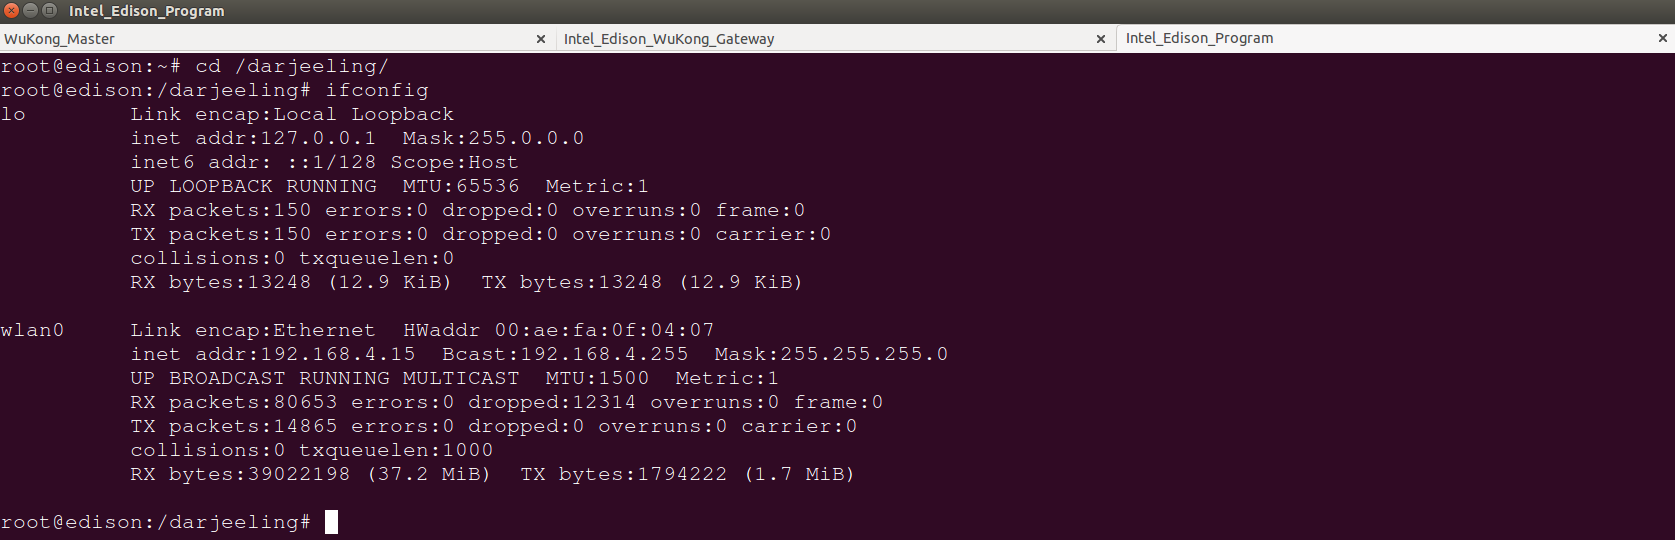 Intel_Edison_Program
WuKong_Master
Intel_Edison_WuKong_Gateway
Intel_Edison_Program
root@edison:~# cd /darjeeling/
root@edison:/darjeeling# ifconfig
lo        Link encap:Local Loopback
          inet addr:127.0.0.1  Mask:255.0.0.0
          inet6 addr: ::1/128 Scope:Host
          UP LOOPBACK RUNNING  MTU:65536  Metric:1
          RX packets:150 errors:0 dropped:0 overruns:0 frame:0
          TX packets:150 errors:0 dropped:0 overruns:0 carrier:0
          collisions:0 txqueuelen:0
          RX bytes:13248 (12.9 KiB)  TX bytes:13248 (12.9 KiB)
wlan0     Link encap:Ethernet  HWaddr 00:ae:fa:0f:04:07
          inet addr:192.168.4.15  Bcast:192.168.4.255  Mask:255.255.255.0
          UP BROADCAST RUNNING MULTICAST  MTU:1500  Metric:1
          RX packets:80653 errors:0 dropped:12314 overruns:0 frame:0
          TX packets:14865 errors:0 dropped:0 overruns:0 carrier:0
          collisions:0 txqueuelen:1000
          RX bytes:39022198 (37.2 MiB)  TX bytes:1794222 (1.7 MiB)
root@edison:/darjeeling#